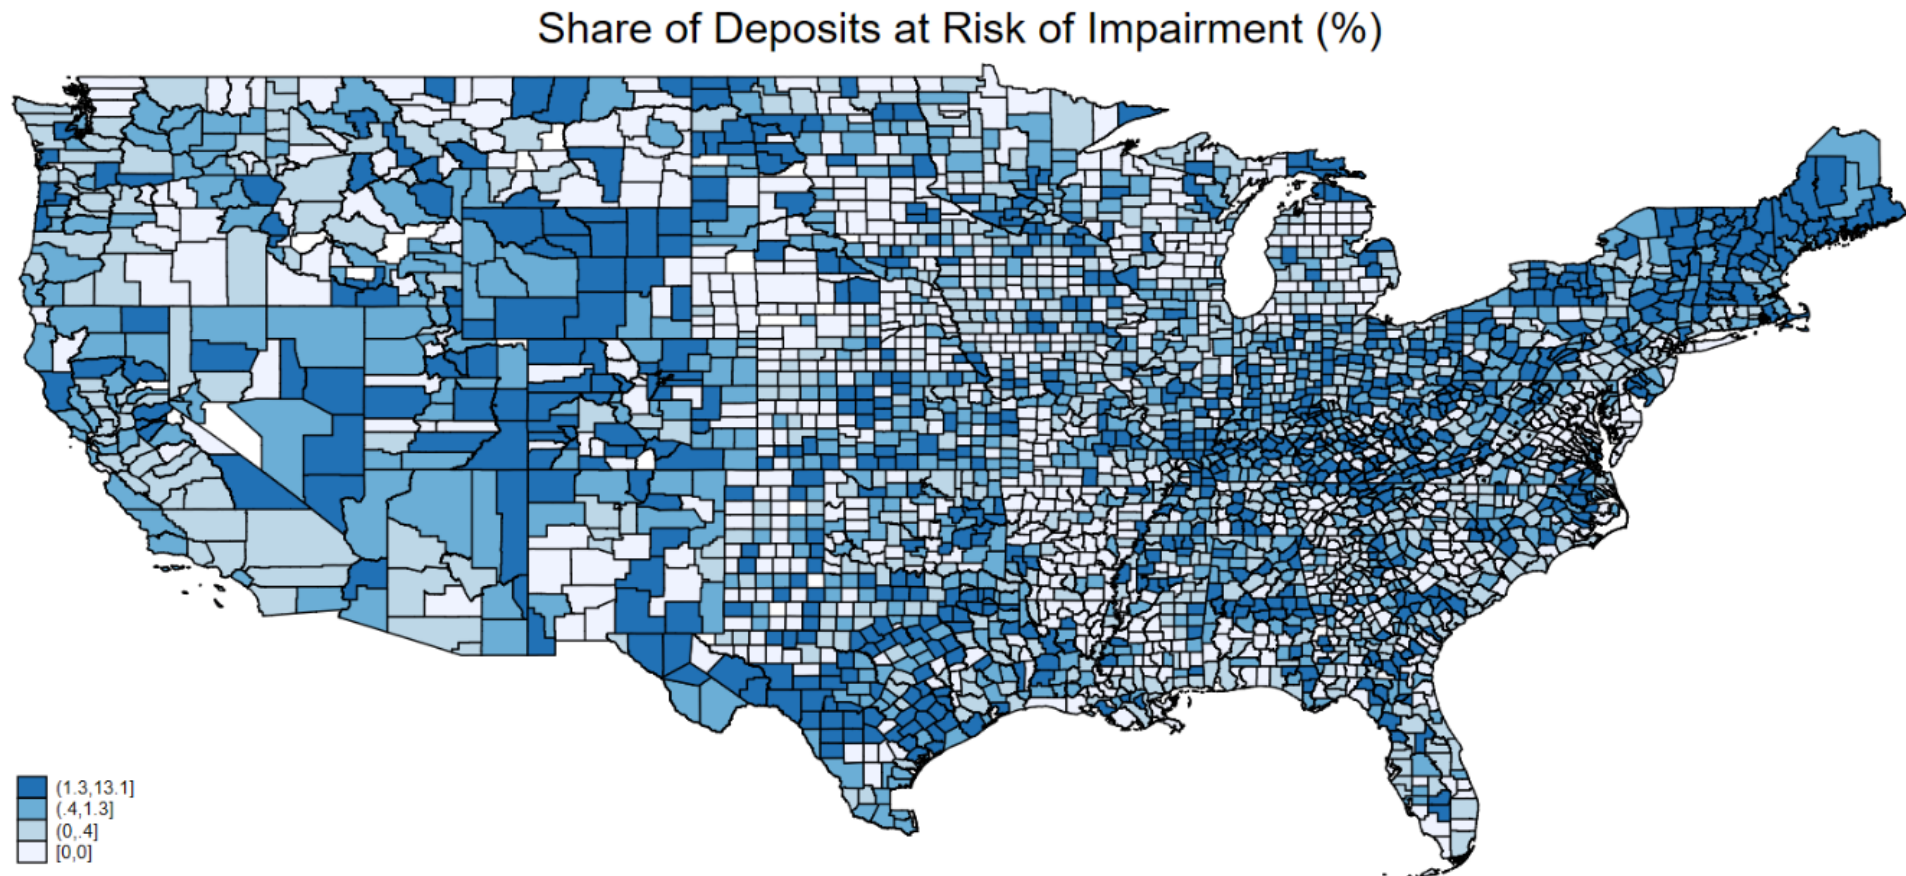 Share of Deposits at Risk of Impairment (%)
(1.3,13.1]
(.4,1.3]
(0,.4]
[0,0]